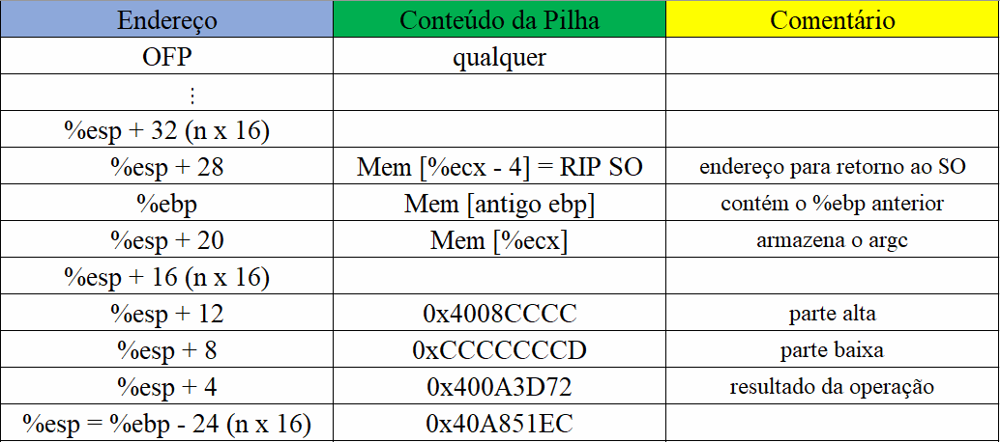 Endereço Conteúdo da Pilha Comentário
OFP qualquer
⋮
%esp + 32 (n x 16)
%esp + 28 Mem [%ecx - 4] = RIP SO endereço para retorno ao SO
%ebp Mem [antigo ebp] contém o %ebp anterior
%esp + 20 Mem [%ecx] armazena o argc
%esp + 16 (n x 16)
%esp + 12 0x4008CCCC parte alta
%esp + 8 0xCCCCCCCD parte baixa
%esp + 4 0x400A3D72 resultado da operação
%esp = %ebp - 24 (n x 16) 0x40A851EC